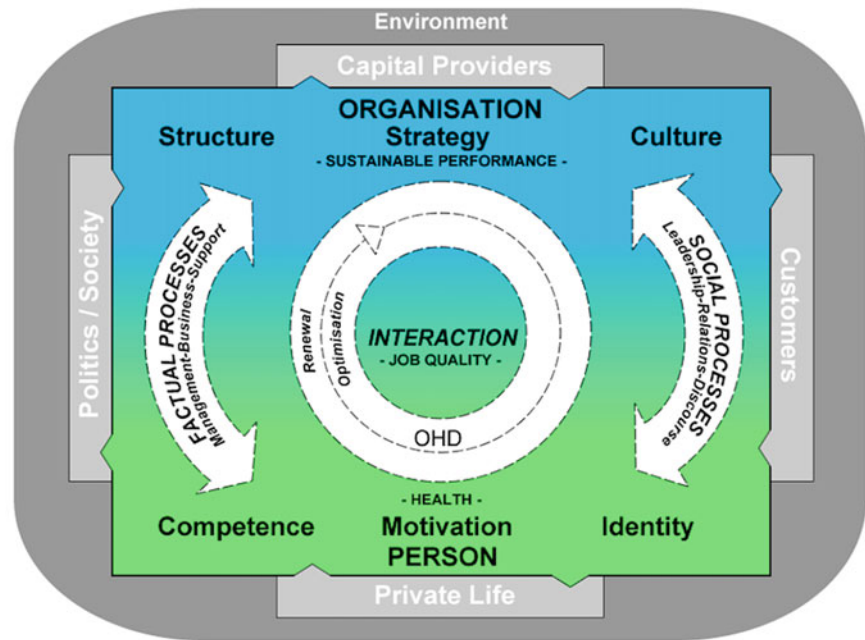 Environment
Capital Providers
ORGANISATION
Structure
Strategy
Culture
- SUSTAINABLE PERFORMANCE -
Politics / Society
FACTUAL PROCESSES
Management-Business-Support
Renewal
Optimisation
INTERACTION
- JOB QUALITY -
OHD
SOCIAL PROCESSES
Leadership-Relations-Discourse
Customers
- HEALTH -
Competence
Motivation
Identity
PERSON
Private Life